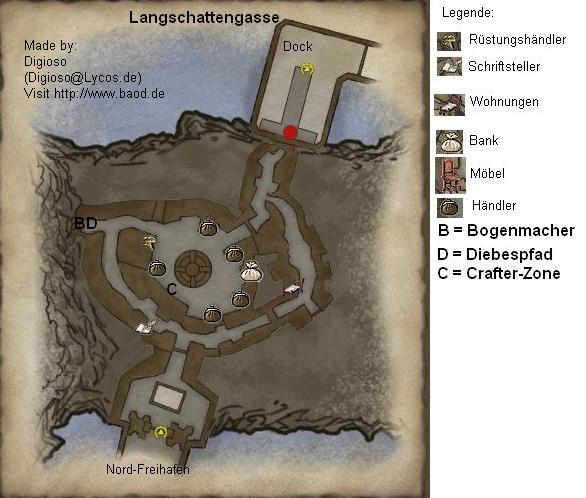 Langschattengasse
Made by:
Digioso
(Digioso@Lycos.de)
Visit http://www.baod.de
Dock
BD
C
Nord-Freihafen
Legende:
Rüstungshändler
Schriftsteller
Wohnungen
Bank
Möbel
Händler
B = Bogenmacher
D = Diebespfad
C = Crafter-Zone